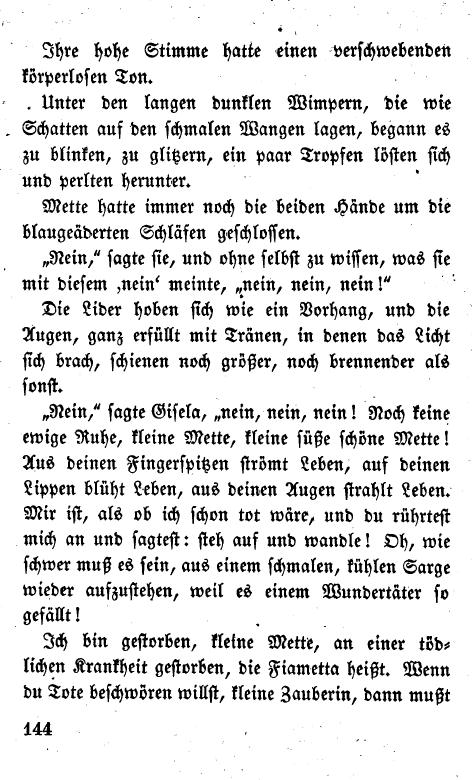 Ihre hohe Stimme hatte einen verschwebenden
körperlosen Ton.
Unter den langen dunklen Wimpern, die wie
Schatten auf den schmalen Wangen lagen, begann es
zu blinken, zu glitzern, ein paar Tropfen lösten sich
und perlten herunter.
Mette hatte immer noch die beiden Hände um die
blaugeäderten Schläfen geschlossen.
„Nein,“ sagte sie, und ohne selbst zu wissen, was sie
mit diesem ‚nein‘ meinte, „nein, nein, nein!“
Die Lider hoben sich wie ein Vorhang, und die
Augen, ganz erfüllt mit Tränen, in denen das Licht
sich brach, schienen noch größer, noch brennender als
sonst.
„Nein,“ sagte Gisela, „nein, nein, nein! Noch keine
ewige Ruhe, kleine Mette, kleine süße schöne Mette!
Aus deinen Fingerspitzen strömt Leben, auf deinen
Lippen blüht Leben, aus deinen Augen strahlt Leben.
Mir ist, als ob ich schon tot wäre, und du rührtest
mich an und sagtest: steh auf und wandle! Oh, wie
schwer muß es sein, aus einem schmalen, kühlen Sarge
wieder aufzustehen, weil es einem Wundertäter so
gefällt!
Ich bin gestorben, kleine Mette, an einer töd-
lichen Krankheit gestorben, die Fiametta heißt. Wenn
du Tote beschwören willst, kleine Zauberin, dann mußt
144